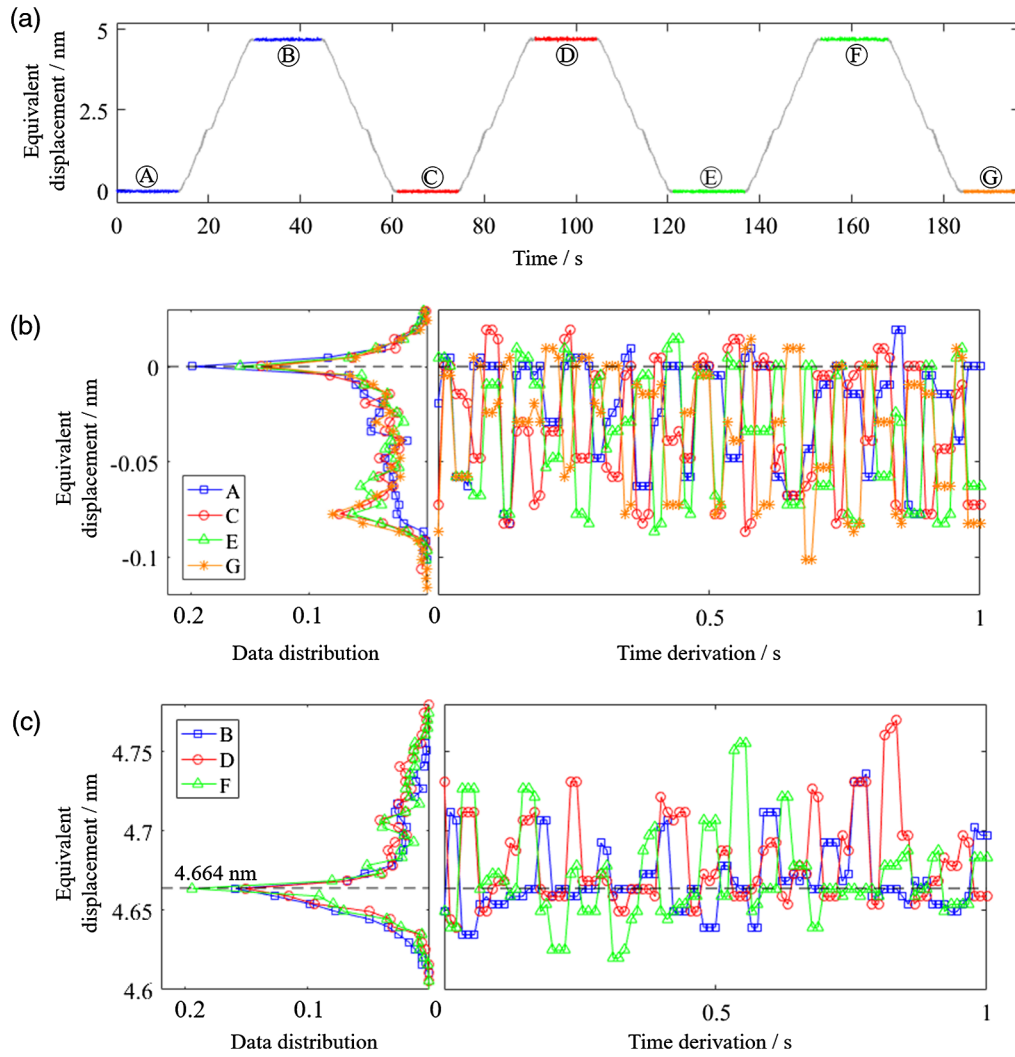 (a)
Equivalent
displacement / nm
5
2.5
0
A B C D E F G
0 20 40 60 80 100 120 140 160 180
Time / s
(b)
Equivalent
displacement / nm
0
-0.05
-0.1
A
C
E
G
0.2 0.1 0 0.5 1
Data distribution Time derivation / s
(c)
Equivalent
displacement / nm
4.75
4.7
4.65
4.6
B
D
F
4.664 nm
0.2 0.1 0 0.5 1
Data distribution Time derivation / s